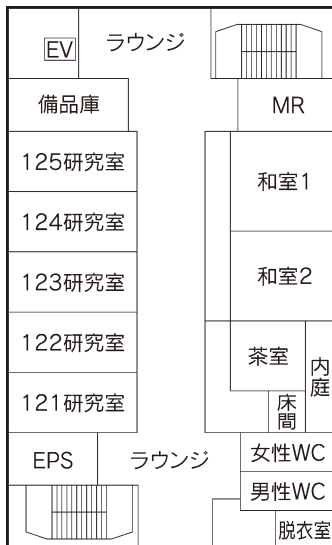 EV
ラウンジ
備品庫
MR
125研究室
和室1
124研究室
123研究室
和室2
122研究室
茶室
内庭
121研究室
床間
EPS
ラウンジ
女性WC
男性WC
脱衣室